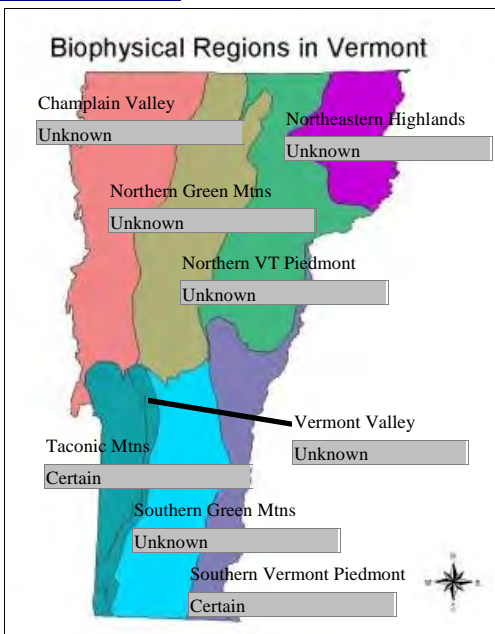 Biophysical Regions in Vermont
Champlain Valley
Unknown
Northeastern Highlands
Unknown
Northern Green Mtns
Unknown
Northern VT Piedmont
Unknown
Vermont Valley
Unknown
Taconic Mtns
Certain
Southern Green Mtns
Unknown
Southern Vermont Piedmont
Certain